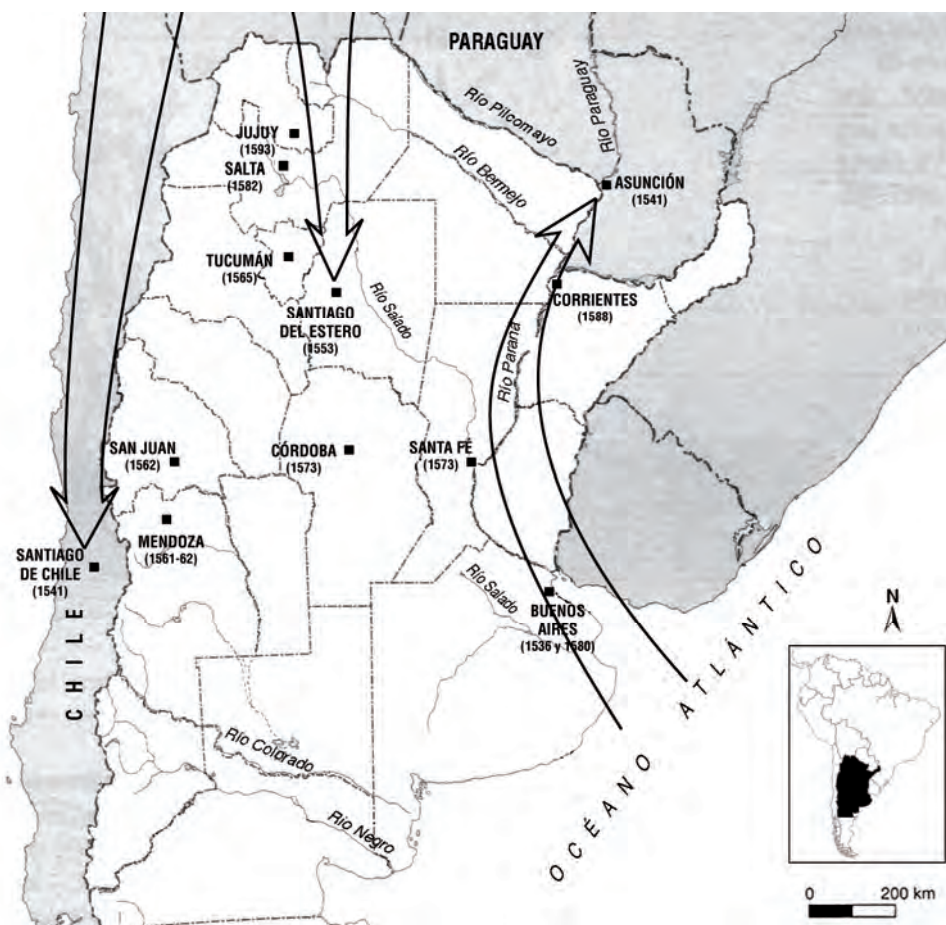 PARAGUAY
Río Pilcomayo
Río Paraguay
JUJUY
(1593)
SALTA
(1582)
Río Bermejo
ASUNCIÓN
(1541)
TUCUMÁN
(1565)
SANTIAGO
DEL ESTERO
(1553)
Río Salado
CORRIENTES
(1588)
Río Paraná
SAN JUAN
(1562)
CÓRDOBA
(1573)
SANTA FÉ
(1573)
MENDOZA
(1561-62)
SANTIAGO
DE CHILE
(1541)
CHILE
Río Salado
BUENOS
AIRES
(1536 y 1580)
OCÉANO ATLÁNTICO
N
Río Colorado
Río Negro
0 200 km